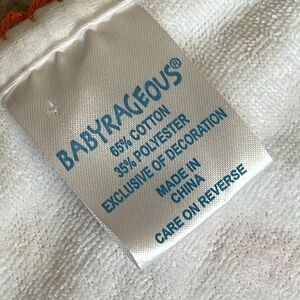 BABYRAGEOUS®
65% COTTON
35% POLYESTER
EXCLUSIVE OF DECORATION
MADE IN
CHINA
CARE ON REVERSE